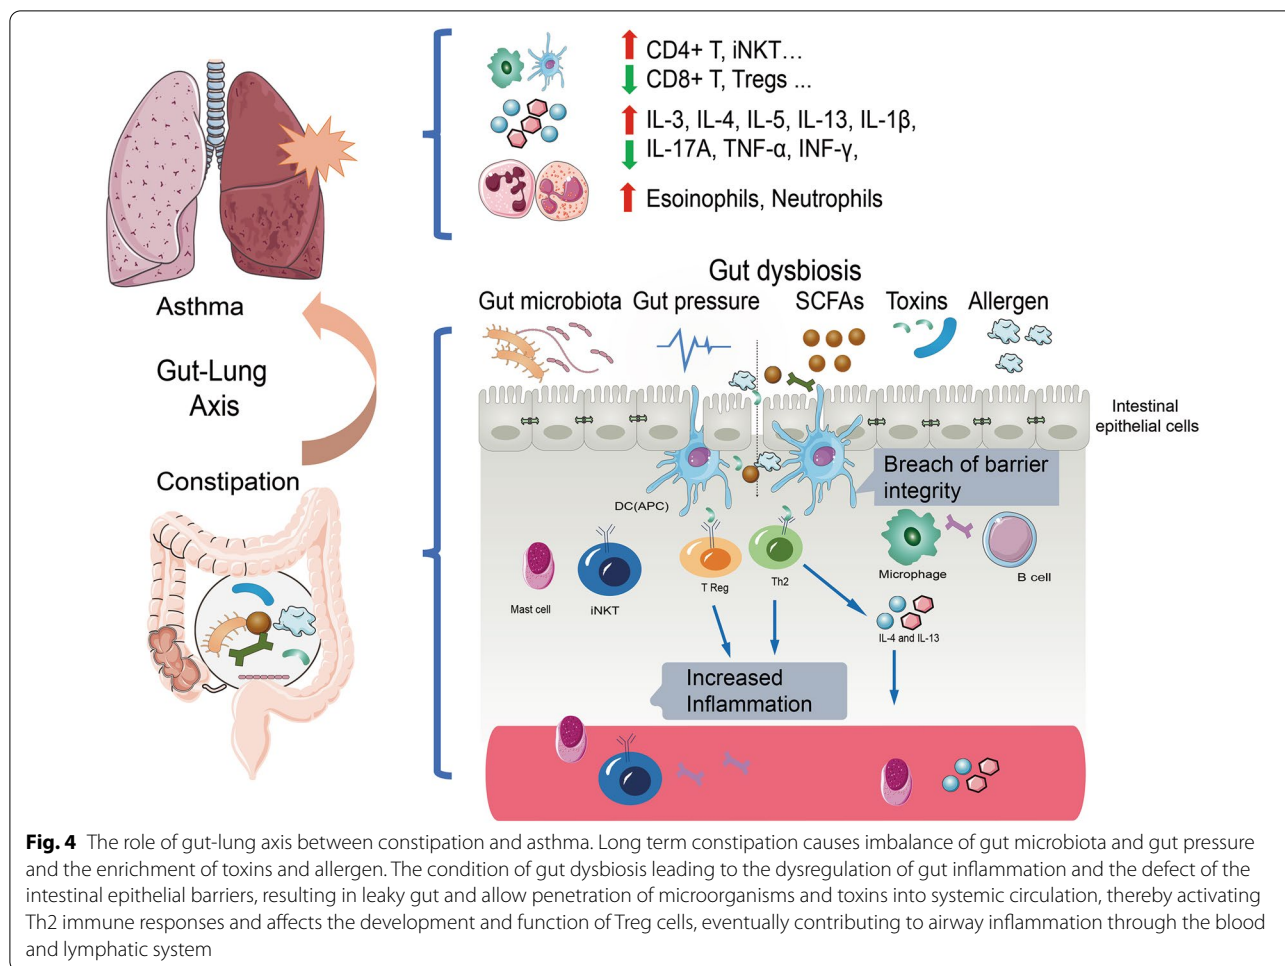 CD4+ T, iNKT...
CD8+ T, Tregs ...
IL-3, IL-4, IL-5, IL-13, IL-1β,
IL-17A, TNF-α, INF-γ,
Esoinophils, Neutrophils
Asthma
Gut-Lung
Axis
Constipation
Gut dysbiosis
Gut microbiota
Gut pressure
SCFAs
Toxins
Allergen
Intestinal
epithelial cells
Breach of barrier
integrity
DC(APC)
Mast cell
iNKT
T Reg
Th2
Microphage
B cell
IL-4 and IL-13
Increased
Inflammation
Fig. 4 The role of gut-lung axis between constipation and asthma. Long term constipation causes imbalance of gut microbiota and gut pressure
and the enrichment of toxins and allergen. The condition of gut dysbiosis leading to the dysregulation of gut inflammation and the defect of the
intestinal epithelial barriers, resulting in leaky gut and allow penetration of microorganisms and toxins into systemic circulation, thereby activating
Th2 immune responses and affects the development and function of Treg cells, eventually contributing to airway inflammation through the blood
and lymphatic system